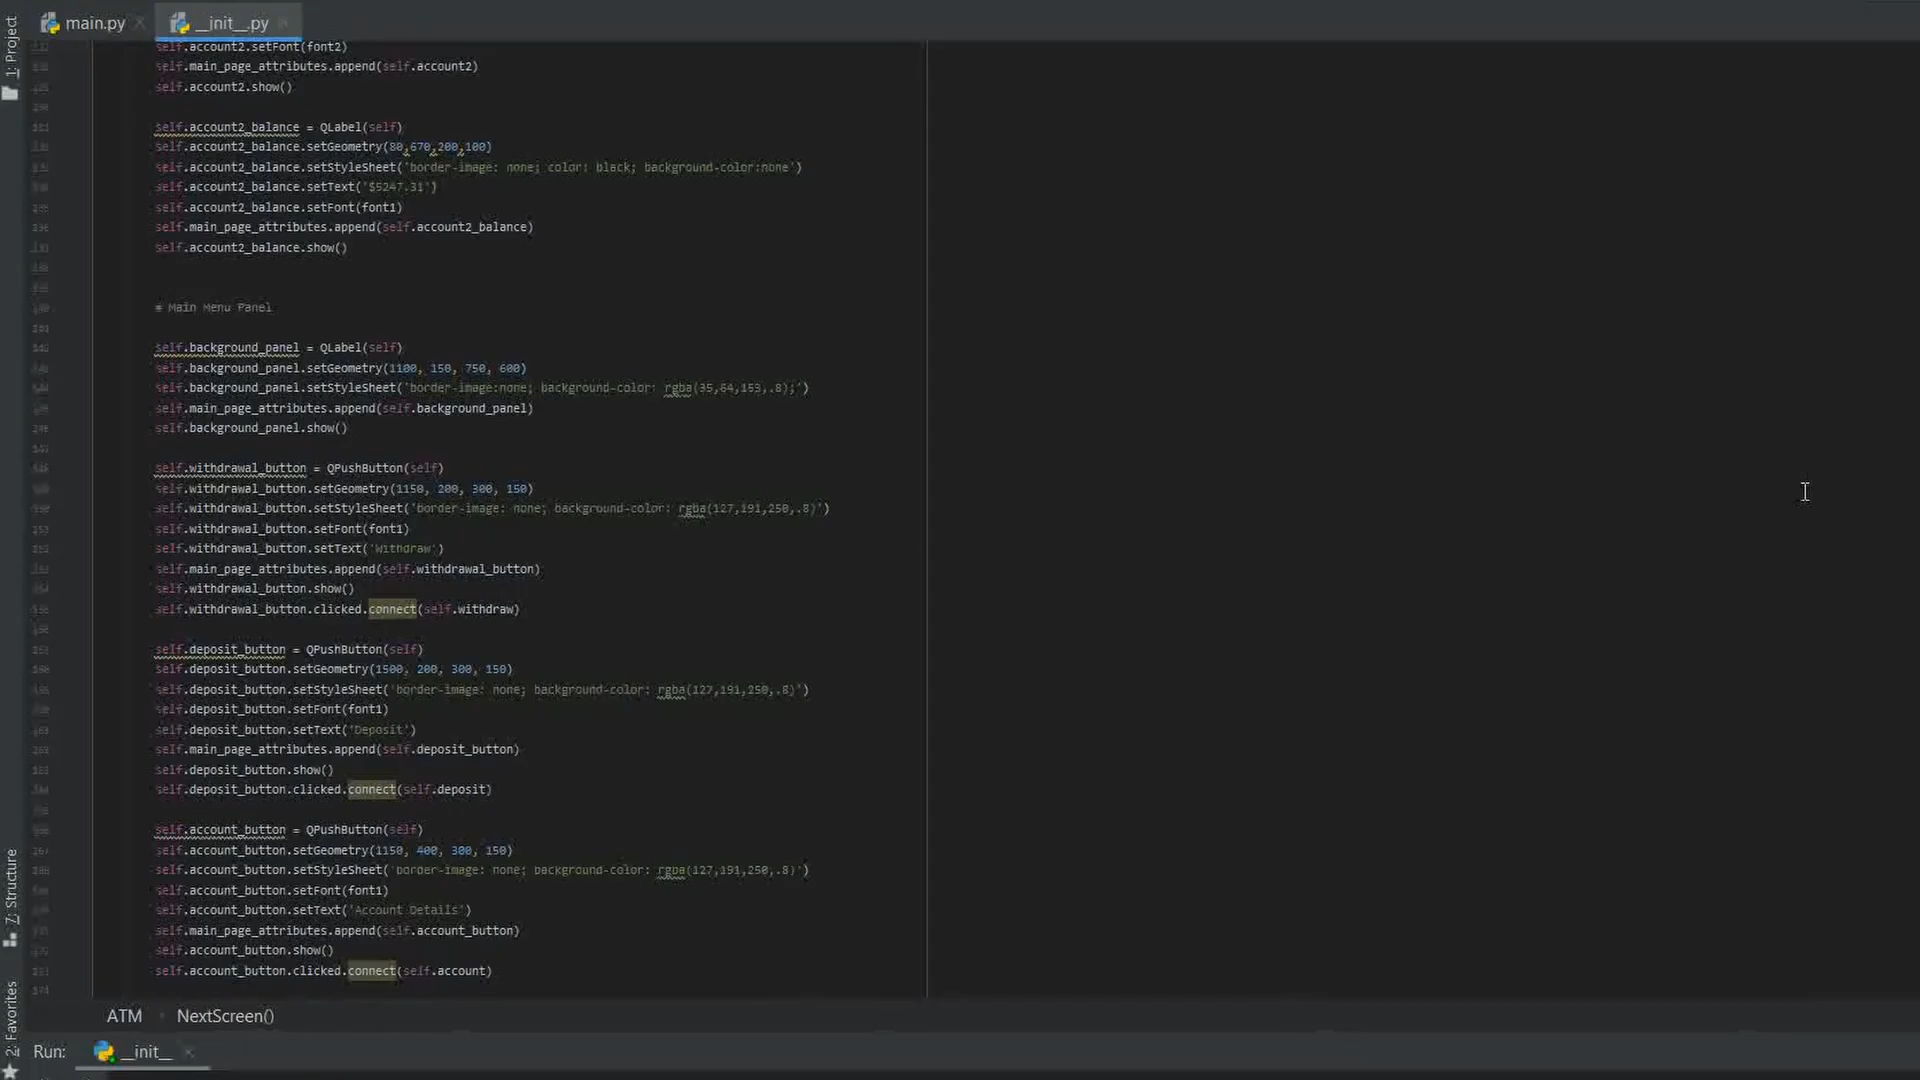 main.py
__init__.py
1: Project
self.account2.setFont(font2)
self.main_page_attributes.append(self.account2)
self.account2.show()
self.account2_balance = QLabel(self)
self.account2_balance.setGeometry(80,670,200,100)
self.account2_balance.setStyleSheet('border-image: none; color: black; background-color:none')
self.account2_balance.setText('$5247.31')
self.account2_balance.setFont(font1)
self.main_page_attributes.append(self.account2_balance)
self.account2_balance.show()
# Main Menu Panel
self.background_panel = QLabel(self)
self.background_panel.setGeometry(1100, 150, 750, 600)
self.background_panel.setStyleSheet('border-image:none; background-color: rgba(35,64,153,.8);')
self.main_page_attributes.append(self.background_panel)
self.background_panel.show()
self.withdrawal_button = QPushButton(self)
self.withdrawal_button.setGeometry(1150, 200, 300, 150)
self.withdrawal_button.setStyleSheet('border-image: none; background-color: rgba(127,191,250,.8)')
self.withdrawal_button.setFont(font1)
self.withdrawal_button.setText('Withdraw')
self.main_page_attributes.append(self.withdrawal_button)
self.withdrawal_button.show()
self.withdrawal_button.clicked.connect(self.withdraw)
self.deposit_button = QPushButton(self)
self.deposit_button.setGeometry(1500, 200, 300, 150)
self.deposit_button.setStyleSheet('border-image: none; background-color: rgba(127,191,250,.8)')
self.deposit_button.setFont(font1)
self.deposit_button.setText('Deposit')
self.main_page_attributes.append(self.deposit_button)
self.deposit_button.show()
self.deposit_button.clicked.connect(self.deposit)
self.account_button = QPushButton(self)
self.account_button.setGeometry(1150, 400, 300, 150)
self.account_button.setStyleSheet('border-image: none; background-color: rgba(127,191,250,.8)')
self.account_button.setFont(font1)
self.account_button.setText('Account Details')
self.main_page_attributes.append(self.account_button)
self.account_button.show()
self.account_button.clicked.connect(self.account)
7: Structure
2: Favorites
ATM
NextScreen()
Run:
__init__